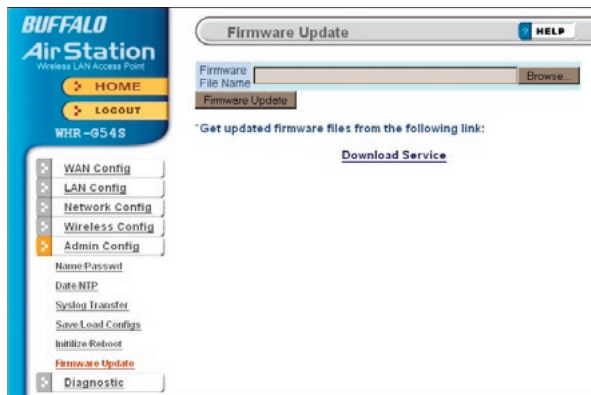 BUFFALO
AirStation
Wireless LAN Access Point
HOME
LOGOUT
WHR-G54S
WAN Config
LAN Config
Network Config
Wireless Config
Admin Config
Name/Passwd
Date/NTP
Syslog Transfer
Save/Load Configs
Initilize/Reboot
Firmware Update
Diagnostic
Firmware Update
? HELP
Firmware
File Name
Browse...
Firmware Update
*Get updated firmware files from the following link:
Download Service